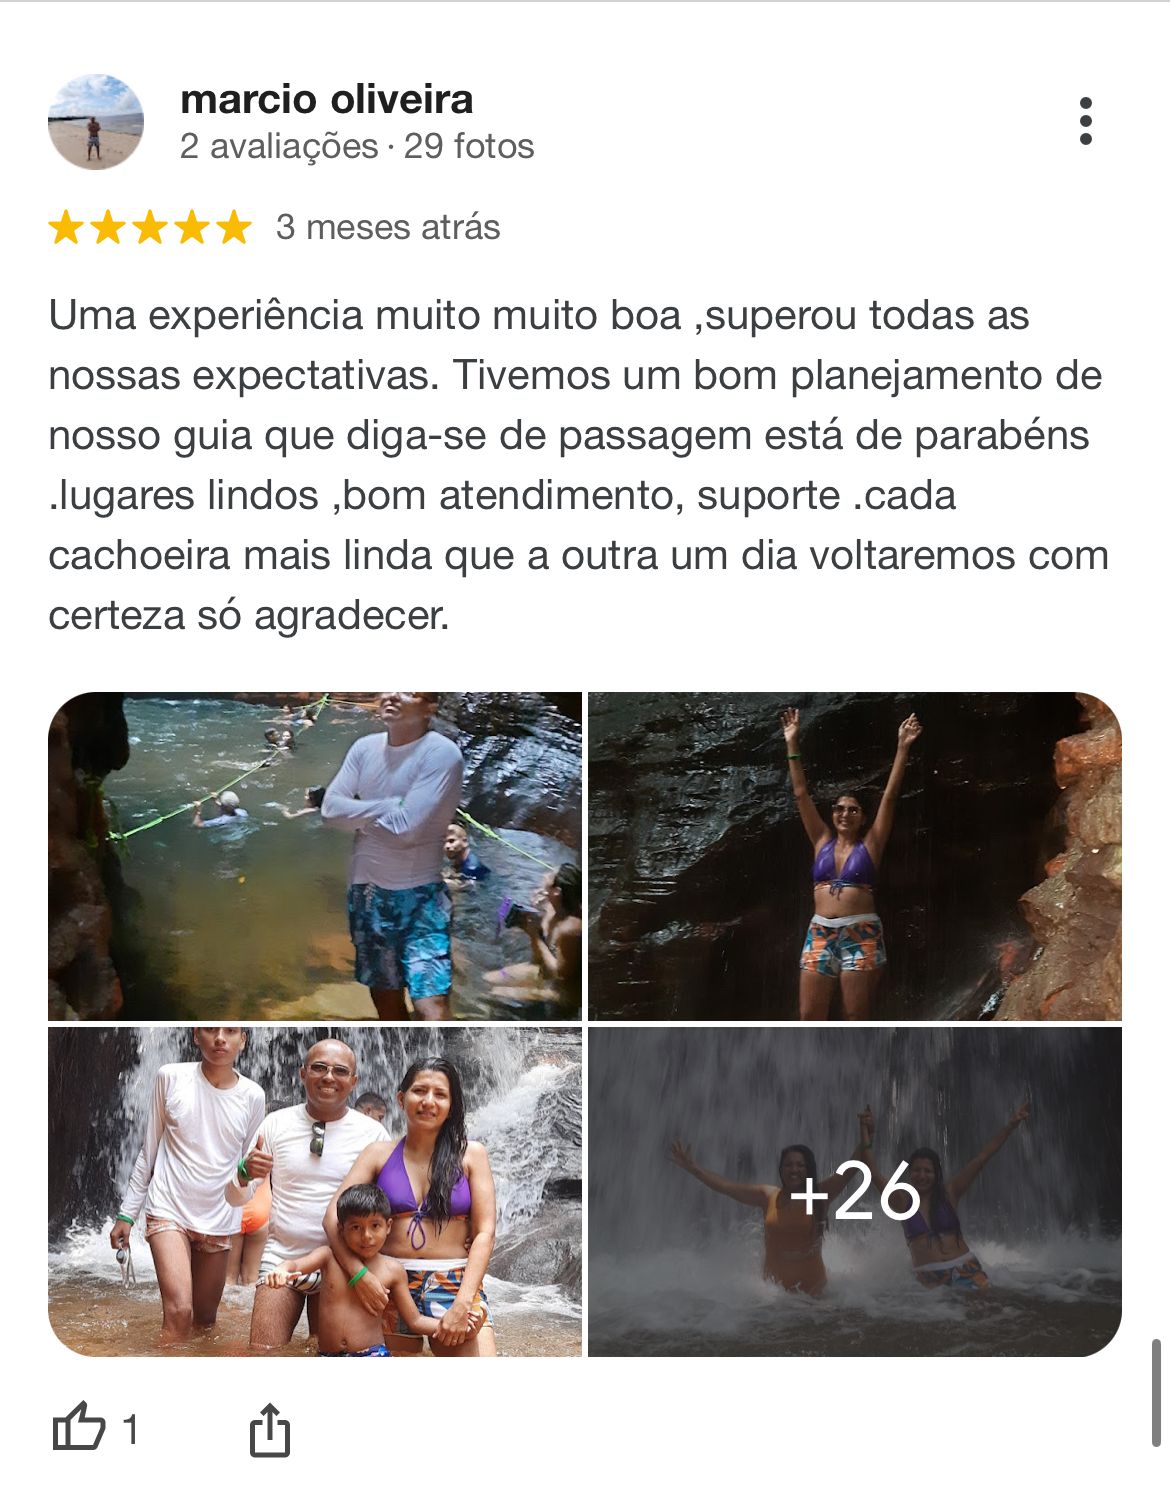 marcio oliveira
2 avaliações · 29 fotos
3 meses atrás
Uma experiência muito muito boa ,superou todas as
nossas expectativas. Tivemos um bom planejamento de
nosso guia que diga-se de passagem está de parabéns
.lugares lindos ,bom atendimento, suporte .cada
cachoeira mais linda que a outra um dia voltaremos com
certeza só agradecer.
+26
1